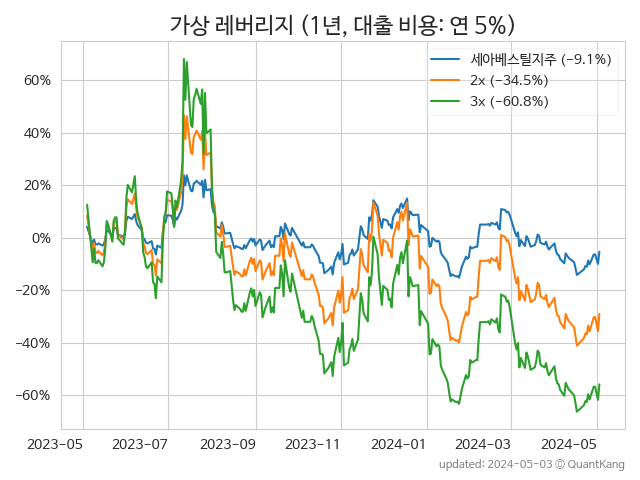 가상 레버리지 (1년, 대출 비용: 연 5%)
세아베스틸지주 (−9.1%)
2x (−34.5%)
3x (−60.8%)
60%
40%
20%
0%
−20%
−40%
−60%
2023-05 2023-07 2023-09 2023-11 2024-01 2024-03 2024-05
updated: 2024-05-03 ⓒ QuantKang